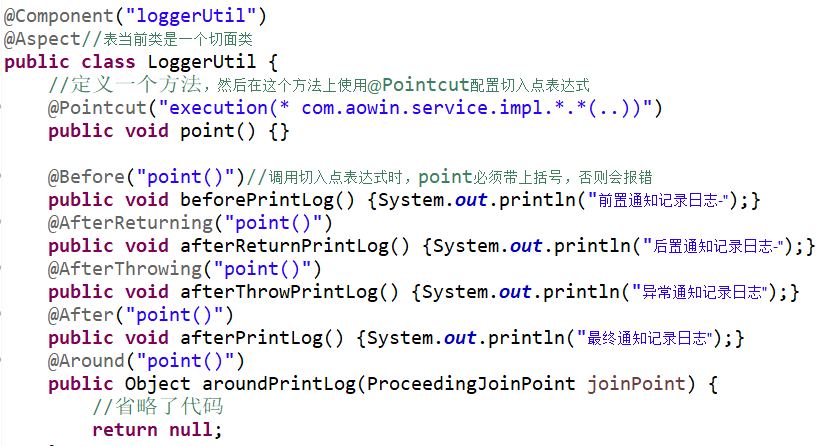 @Component("loggerUtil")
@Aspect//表当前类是一个切面类
public class LoggerUtil {
//定义一个方法，然后在这个方法上使用@Pointcut配置切入点表达式
@Pointcut("execution(* com.aowin.service.impl.*.*(..))")
public void point() {}
@Before("point()")//调用切入点表达式时，point必须带上括号，否则会报错
public void beforePrintLog() {System.out.println("前置通知记录日志-");}
@AfterReturning("point()")
public void afterReturnPrintLog() {System.out.println("后置通知记录日志-");}
@AfterThrowing("point()")
public void afterThrowPrintLog() {System.out.println("异常通知记录日志");}
@After("point()")
public void afterPrintLog() {System.out.println("最终通知记录日志");}
@Around("point()")
public Object aroundPrintLog(ProceedingJoinPoint joinPoint) {
//省略了代码
return null;